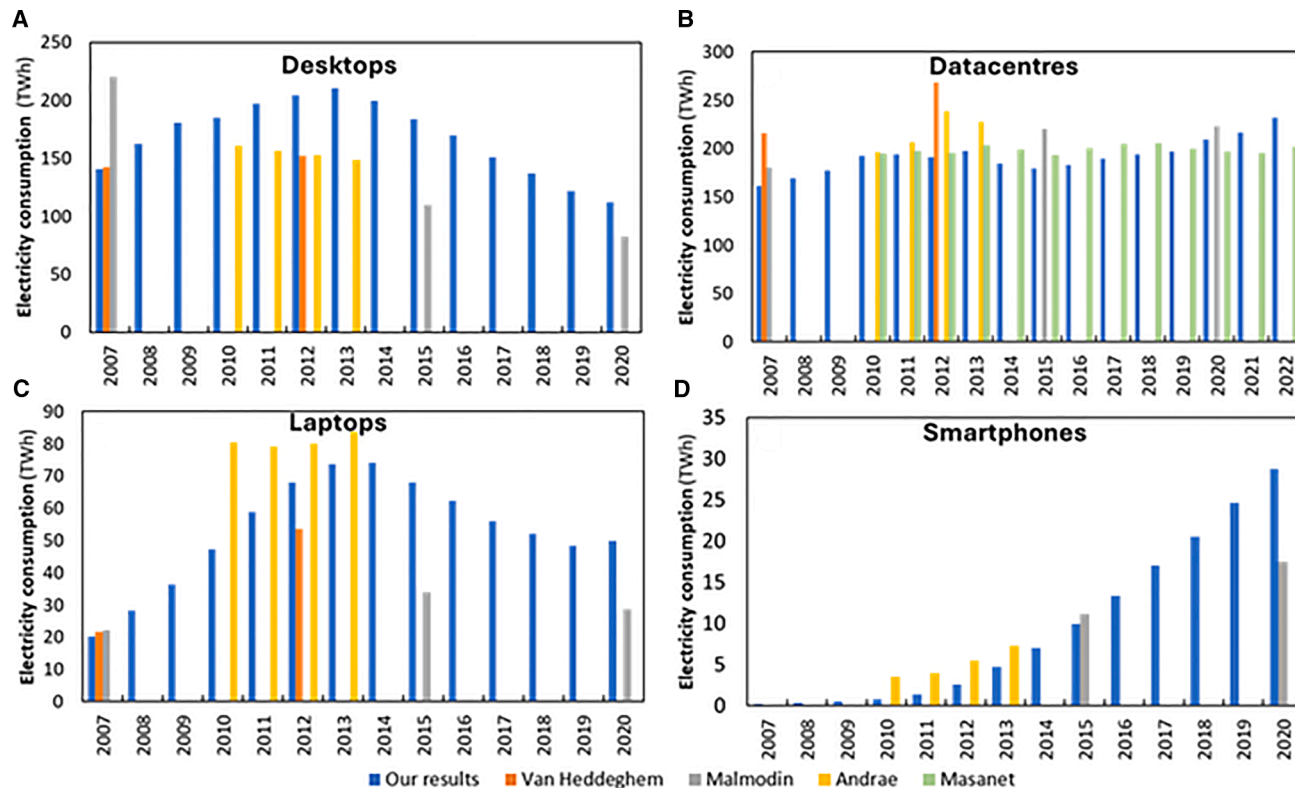 A
Desktops
Electricity consumption (TWh)
250
200
150
100
50
0
2007 2008 2009 2010 2011 2012 2013 2014 2015 2016 2017 2018 2019 2020
B
Datacentres
Electricity consumption (TWh)
300
250
200
150
100
50
0
2007 2008 2009 2010 2011 2012 2013 2014 2015 2016 2017 2018 2019 2020 2021 2022
C
Laptops
Electricity consumption (TWh)
90
80
70
60
50
40
30
20
10
0
2007 2008 2009 2010 2011 2012 2013 2014 2015 2016 2017 2018 2019 2020
D
Smartphones
Electricity consumption (TWh)
35
30
25
20
15
10
5
0
2007 2008 2009 2010 2011 2012 2013 2014 2015 2016 2017 2018 2019 2020
Our results Van Heddeghem Malmodin Andrae Masanet